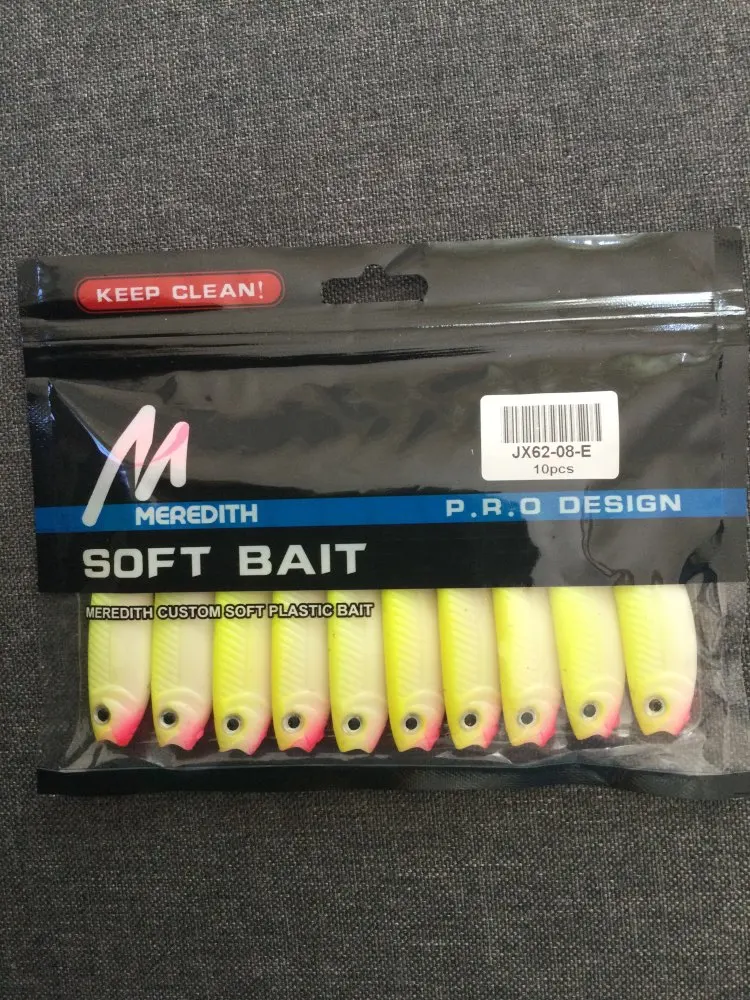 KEEP CLEAN!
JX62-08-E
10pcs
MEREDITH
P.R.O DESIGN
SOFT BAIT
MEREDITH CUSTOM SOFT PLASTIC BAIT